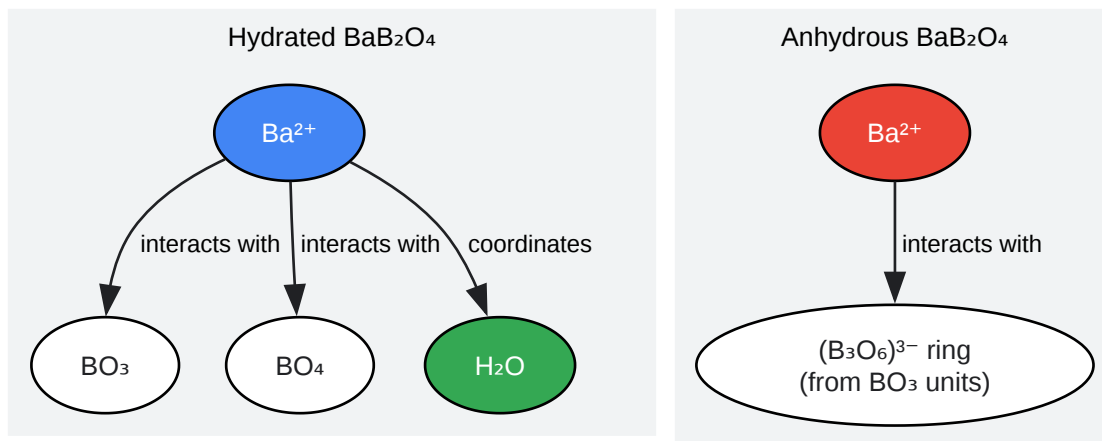 Hydrated BaB₂O₄
Ba²⁺
interacts with
interacts with
coordinates
BO₃
BO₄
H₂O
Anhydrous BaB₂O₄
Ba²⁺
interacts with
(B₃O₆)³⁻ ring
(from BO₃ units)